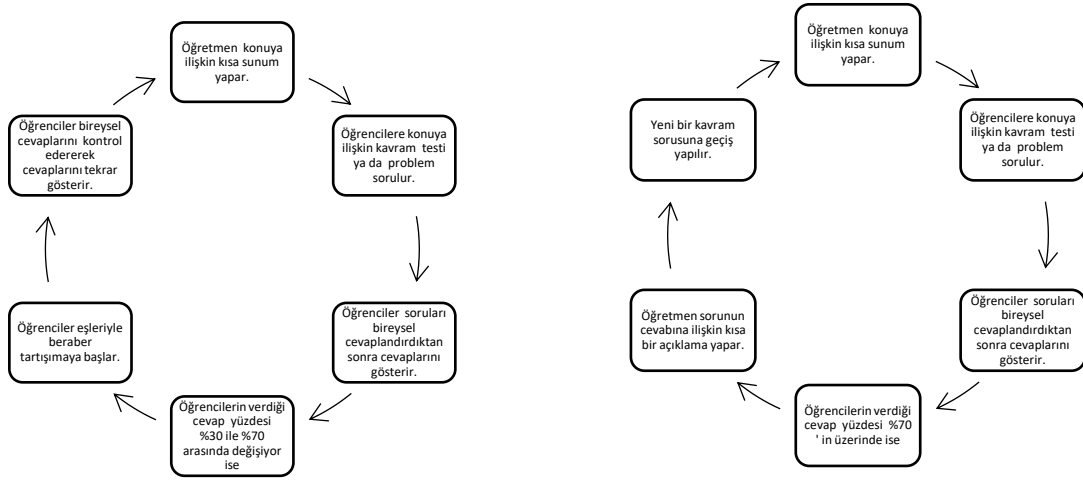 Öğretmen konuya
ilişkin kısa sunum
yapar.
Öğrencilere konuya
ilişkin kavram testi
ya da problem
sorulur.
Öğrenciler soruları
bireysel
cevaplandırdıktan
sonra cevaplarını
gösterir.
Öğrencilerin verdiği
cevap yüzdesi
%30 ile %70
arasında değişiyor
ise
Öğrenciler eşleriyle
beraber
tartışımaya başlar.
Öğrenciler bireysel
cevaplarını kontrol
edererek
cevaplarını tekrar
gösterir.
Öğretmen konuya
ilişkin kısa sunum
yapar.
Öğrencilere konuya
ilişkin kavram testi
ya da problem
sorulur.
Öğrenciler soruları
bireysel
cevaplandırdıktan
sonra cevaplarını
gösterir.
Öğrencilerin verdiği
cevap yüzdesi %70
' in üzerinde ise
Öğretmen sorunun
cevabına ilişkin kısa
bir açıklama yapar.
Yeni bir kavram
sorusuna geçiş
yapılır.